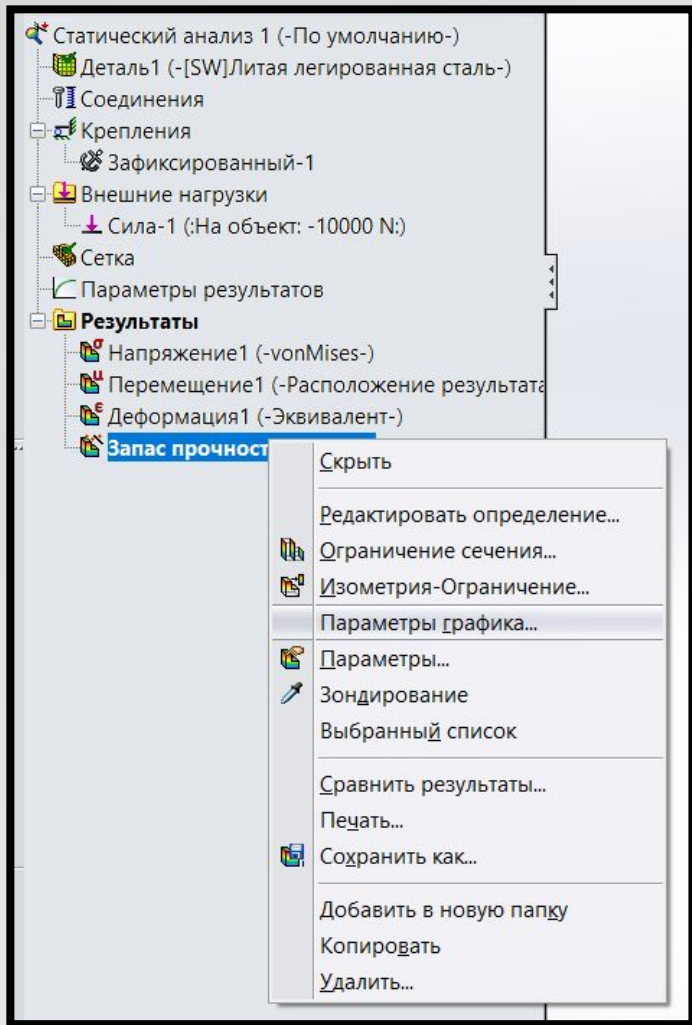 Статический анализ 1 (-По умолчанию-)
Деталь1 (-[SW]Литая легированная сталь-)
Соединения
Крепления
Зафиксированный-1
Внешние нагрузки
Сила-1 (:На объект: -10000 N:)
Сетка
Параметры результатов
Результаты
Напряжение1 (-vonMises-)
Перемещение1 (-Расположение результата
Деформация1 (-Эквивалент-)
Запас прочност
Скрыть
Редактировать определение...
Ограничение сечения...
Изометрия-Ограничение...
Параметры графика...
Параметры...
Зондирование
Выбранный список
Сравнить результаты...
Печать...
Сохранить как...
Добавить в новую папку
Копировать
Удалить...